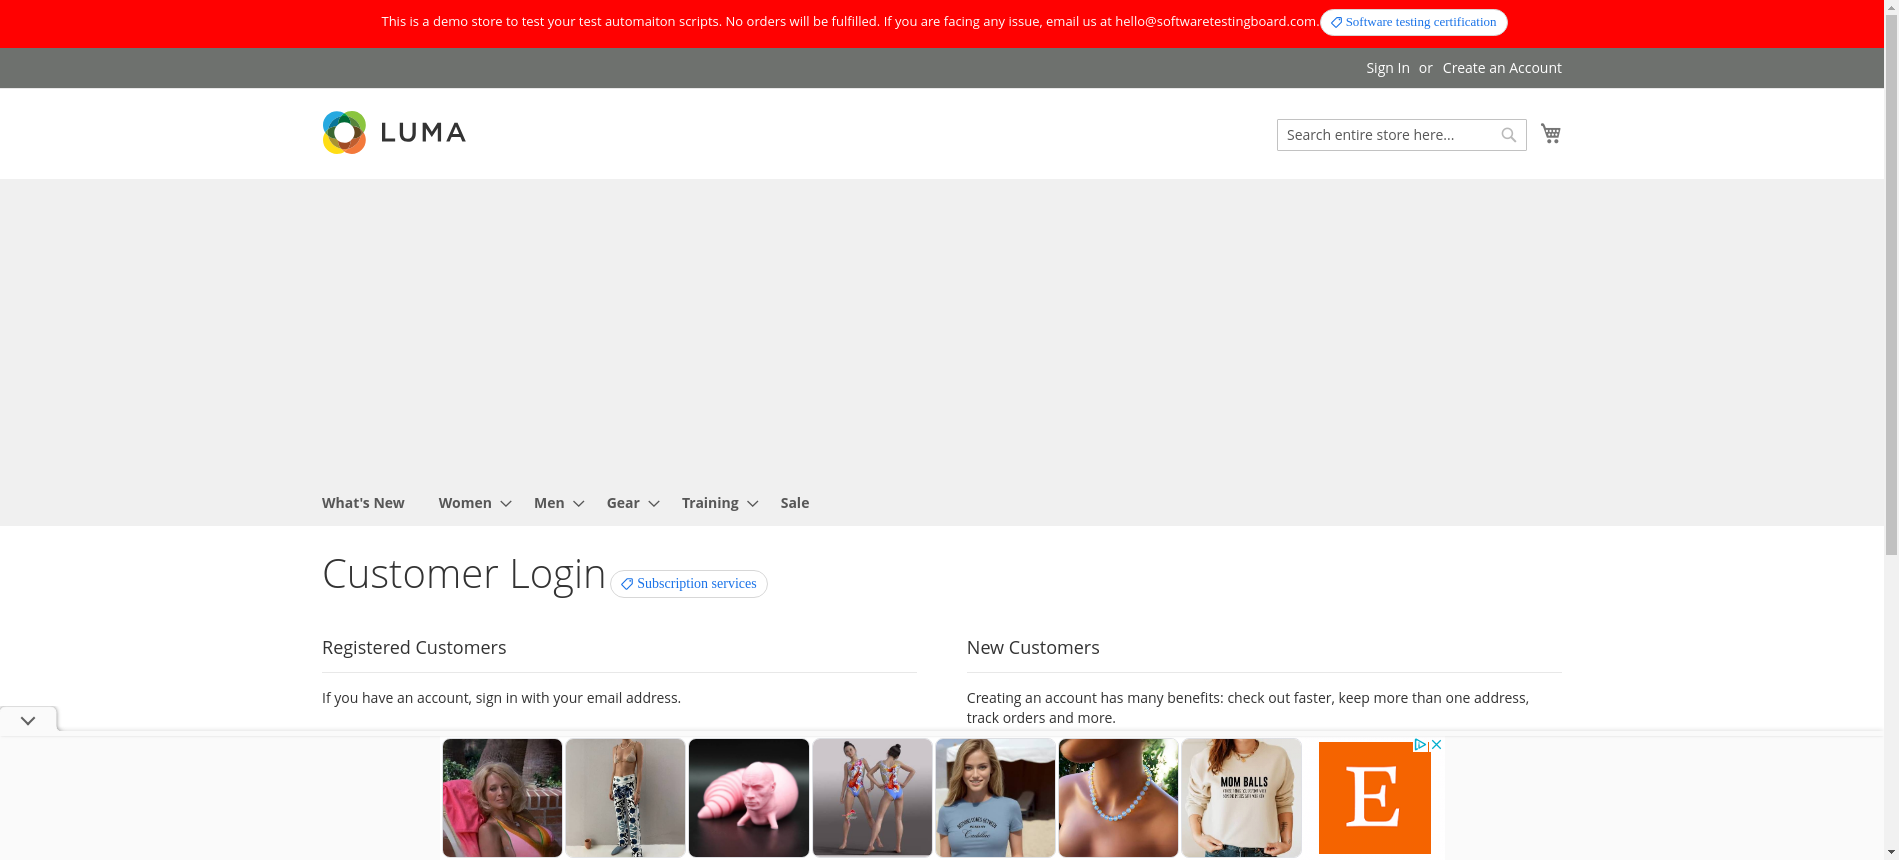 This is a demo store to test your test automaiton scripts. No orders will be fulfilled. If you are facing any issue, email us at hello@softwaretestingboard.com. Software testing certification
Sign In or Create an Account
LUMA
Search entire store here...
What's New Women Men Gear Training Sale
Customer Login Subscription services
Registered Customers
If you have an account, sign in with your email address.
New Customers
Creating an account has many benefits: check out faster, keep more than one address,
track orders and more.
Cadillac
MOM BALLS
E